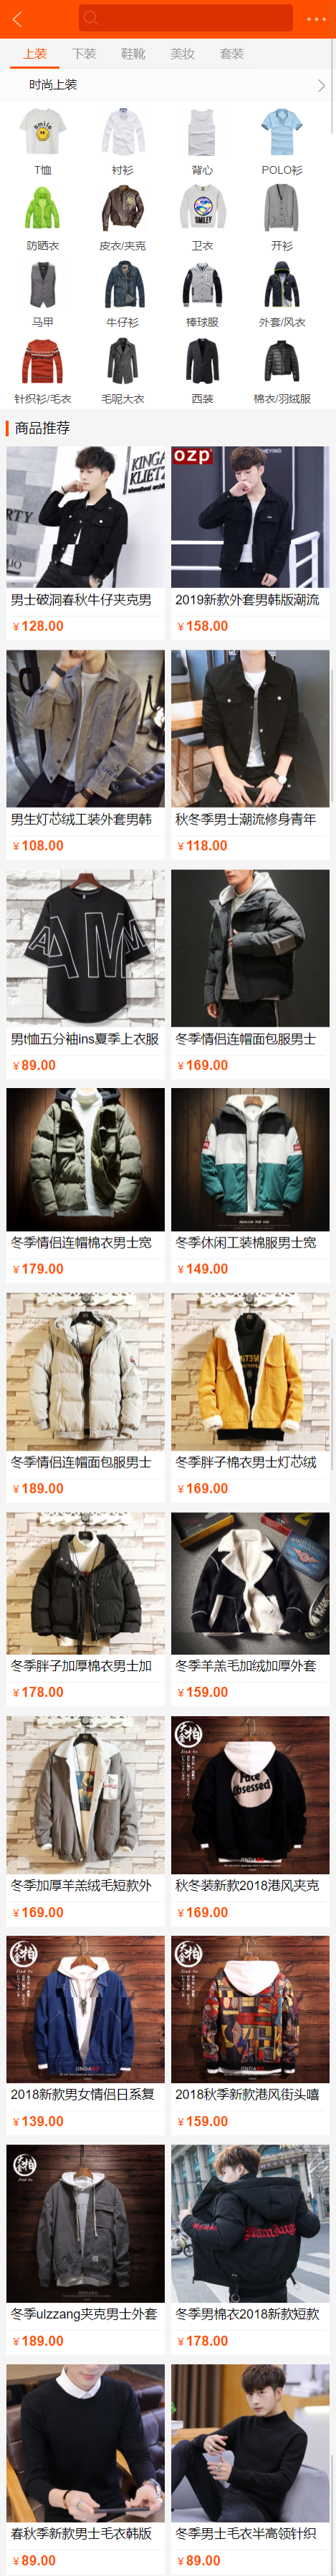 上装 下装 鞋靴 美妆 套装
时尚上装
T恤 衬衫 背心 POLO衫
防晒衣 皮衣/夹克 卫衣 开衫
马甲 牛仔衫 棒球服 外套/风衣
针织衫/毛衣 毛呢大衣 西装 棉衣/羽绒服
商品推荐
ozp
男士破洞春秋牛仔夹克男 2019新款外套男韩版潮流
¥128.00 ¥158.00
男生灯芯绒工装外套男韩 秋冬季男士潮流修身青年
¥108.00 ¥118.00
男t恤五分袖ins夏季上衣服 冬季情侣连帽面包服男士
¥89.00 ¥169.00
冬季情侣连帽棉衣男士宽 冬季休闲工装棉服男士宽
¥179.00 ¥149.00
冬季情侣连帽面包服男士 冬季胖子棉衣男士灯芯绒
¥189.00 ¥169.00
冬季胖子加厚棉衣男士加 冬季羊羔毛加绒加厚外套
¥178.00 ¥159.00
冬季加厚羊羔绒毛短款外 秋冬装新款2018港风夹克
¥169.00 ¥169.00
2018新款男女情侣日系复 2018秋季新款港风街头嘻
¥139.00 ¥159.00
冬季ulzzang夹克男士外套 冬季男棉衣2018新款短款
¥189.00 ¥178.00
春秋季新款男士毛衣韩版 冬季男士毛衣半高领针织
¥89.00 ¥89.00